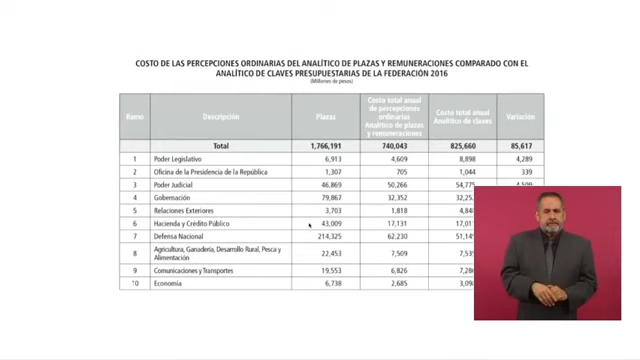 COSTO DE LAS PERCEPCIONES ORDINARIAS DEL ANALÍTICO DE PLAZAS Y REMUNERACIONES COMPARADO CON EL
ANALÍTICO DE CLAVES PRESUPUESTARIAS DE LA FEDERACIÓN 2016
(Millones de pesos)
Ramo Descripción Plazas Costo total anual de percepciones ordinarias Analítico de plazas y remuneraciones Costo total anual Analítico de claves Variación
Total 1,766,191 740,043 825,660 85,617
1 Poder Legislativo 6,913 4,609 8,898 4,289
2 Oficina de la Presidencia de la República 1,307 705 1,044 339
3 Poder Judicial 46,869 50,266 54,775
4 Gobernación 79,867 32,352
5 Relaciones Exteriores 3,703 1,818
6 Hacienda y Crédito Público 43,009 17,131
7 Defensa Nacional 214,325 62,230
8 Agricultura, Ganadería, Desarrollo Rural, Pesca y Alimentación 22,453 7,509
9 Comunicaciones y Transportes 19,553 6,826
10 Economía 6,738 2,685